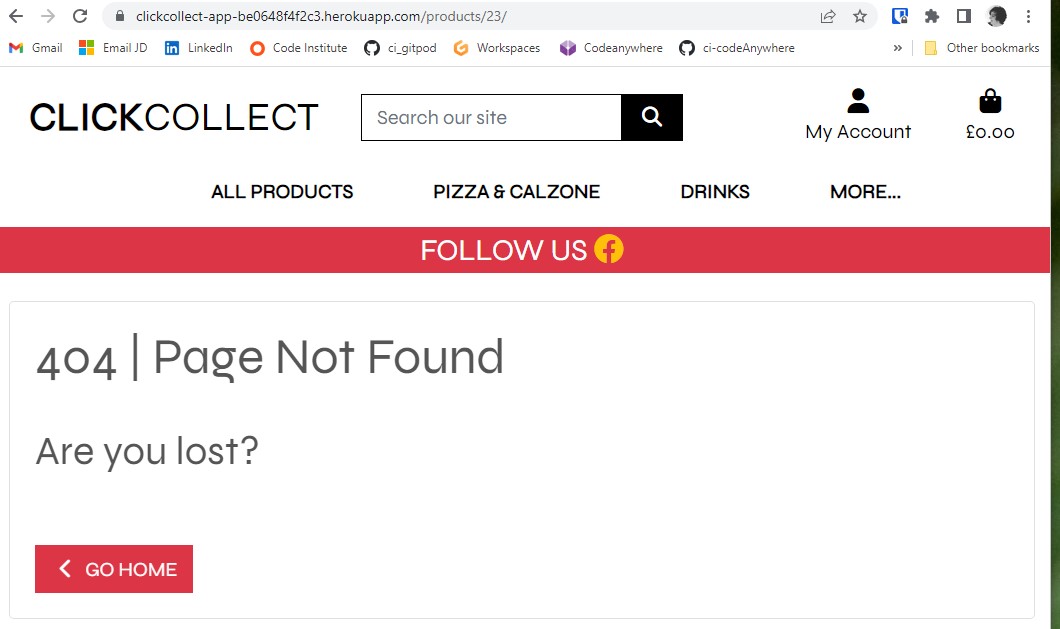 clickcollect-app-be0648f4f2c3.herokuapp.com/products/23/
Gmail Email JD LinkedIn Code Institute ci_gitpod Workspaces Codeanywhere ci-codeAnywhere » Other bookmarks
CLICKCOLLECT Search our site My Account £0.00
ALL PRODUCTS PIZZA & CALZONE DRINKS MORE...
FOLLOW US
404 | Page Not Found
Are you lost?
GO HOME